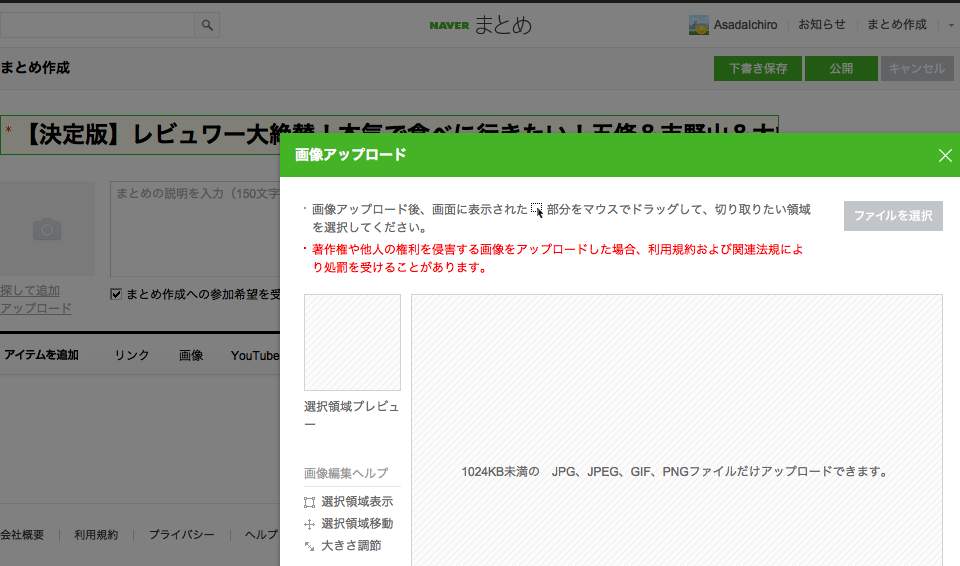 NAVER まとめ
AsadaIchiro お知らせ まとめ作成
まとめ作成
下書き保存 公開 キャンセル
* 【決定版】レビュワー大絶賛！本気で食べに行きたい！五條＆吉野山＆
画像アップロード
まとめの説明を入力（150文字
・画像アップロード後、画面に表示された 部分をマウスでドラッグして、切り取りたい領域
を選択してください。
ファイルを選択
・著作権や他人の権利を侵害する画像をアップロードした場合、利用規約および関連法規によ
り処罰を受けることがあります。
探して追加
アップロード
まとめ作成への参加希望を受
アイテムを追加 リンク 画像 YouTube
選択領域プレビュ
ー
画像編集ヘルプ
1024KB未満の　JPG、JPEG、GIF、PNGファイルだけアップロードできます。
選択領域表示
選択領域移動
大きさ調節
会社概要 利用規約 プライバシー ヘルプ